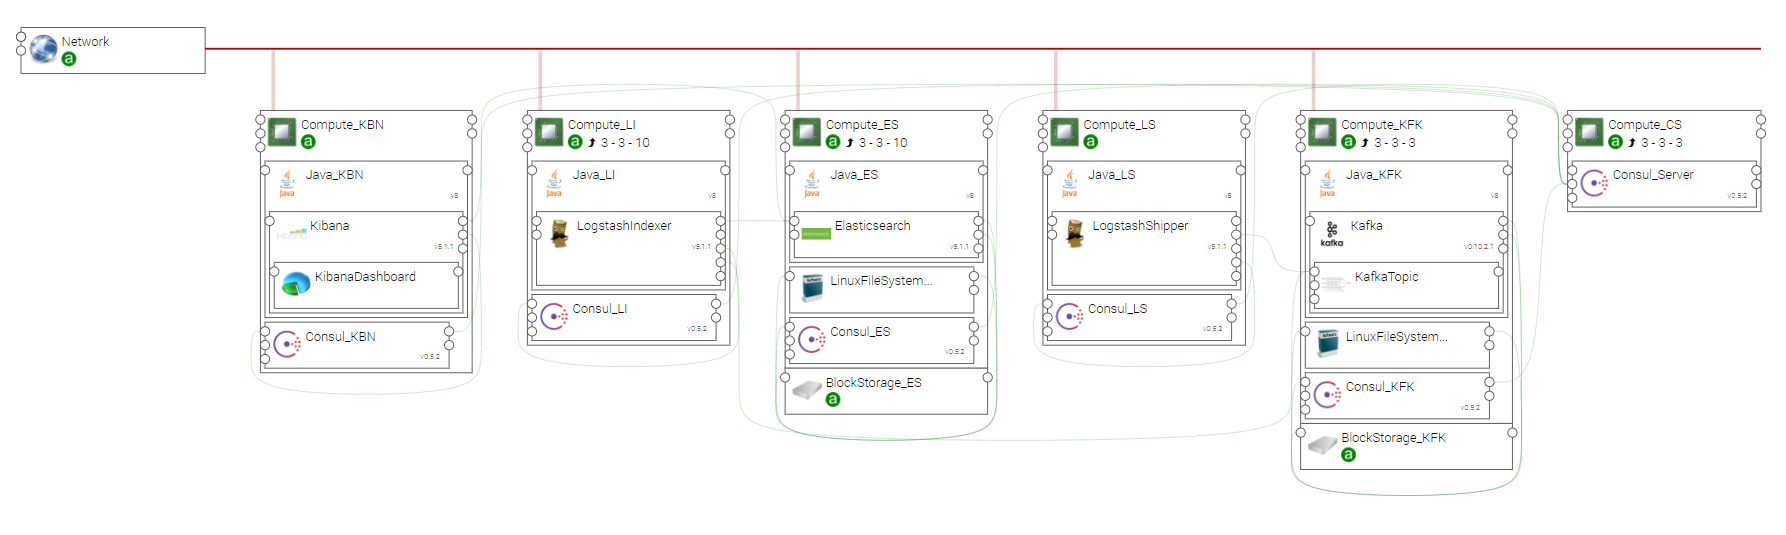 Network
a
Compute_KBN
a
Java_KBN
Java
v8
Kibana
kibana
v5.1.1
KibanaDashboard
Consul_KBN
v0.5.2
Compute_LI
a 3 - 3 - 10
Java_LI
Java
v8
LogstashIndexer
v5.1.1
Consul_LI
v0.5.2
Compute_ES
a 3 - 3 - 10
Java_ES
Java
v8
Elasticsearch
v5.1.1
LinuxFileSystem...
Consul_ES
v0.5.2
BlockStorage_ES
a
Compute_LS
a
Java_LS
Java
v8
LogstashShipper
v5.1.1
Consul_LS
v0.5.2
Compute_KFK
a 3 - 3 - 3
Java_KFK
Java
v8
Kafka
kafka
v0.10.2.1
KafkaTopic
LinuxFileSystem...
Consul_KFK
v0.5.2
BlockStorage_KFK
a
Compute_CS
a 3 - 3 - 3
Consul_Server
v0.5.2